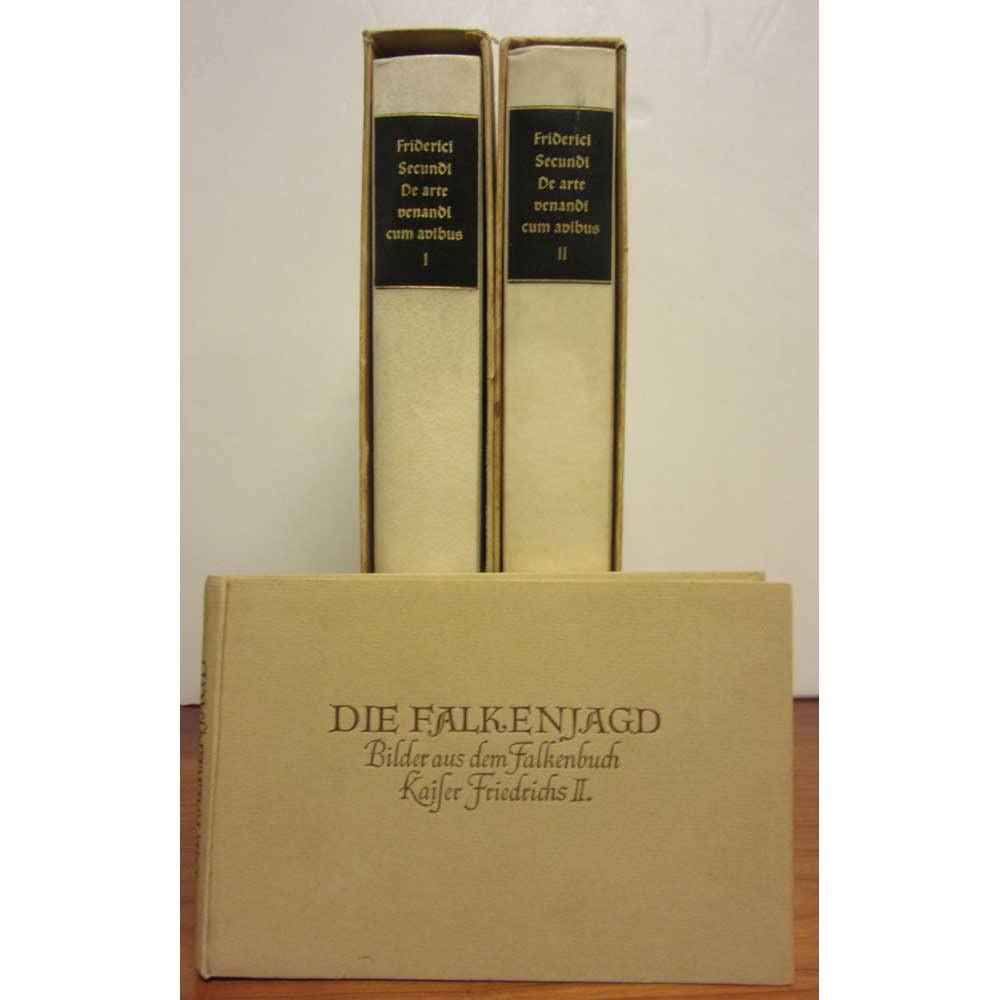 Friderici
Secundi
De arte
venandi
cum avibus
I
Friderici
Secundi
De arte
venandi
cum avibus
II
DIE FALKENJAGD
Bilder aus dem Falkenbuch
Kaiſer Friedrichs II.